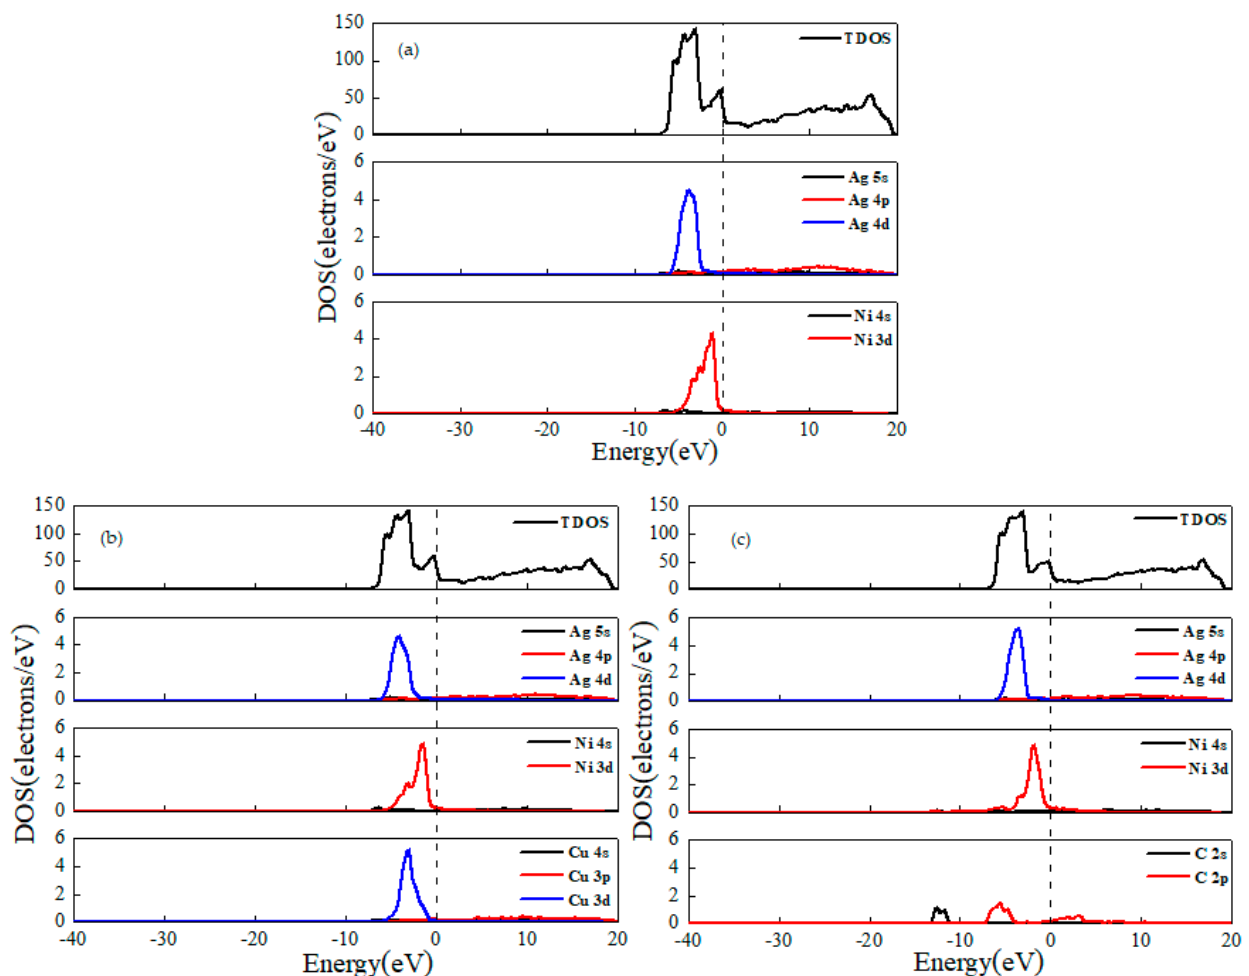 (a)
TDOS
150
100
50
0
Ag 5s
Ag 4p
Ag 4d
6
4
2
0
Ni 4s
Ni 3d
6
4
2
0
-40 -30 -20 -10 0 10 20
DOS(electrons/eV)
Energy(eV)
(b)
TDOS
150
100
50
0
Ag 5s
Ag 4p
Ag 4d
6
4
2
0
Ni 4s
Ni 3d
6
4
2
0
Cu 4s
Cu 3p
Cu 3d
6
4
2
0
-40 -30 -20 -10 0 10 20
DOS(electrons/eV)
Energy(eV)
(c)
TDOS
150
100
50
0
Ag 5s
Ag 4p
Ag 4d
6
4
2
0
Ni 4s
Ni 3d
6
4
2
0
C 2s
C 2p
6
4
2
0
-40 -30 -20 -10 0 10 20
DOS(electrons/eV)
Energy(eV)